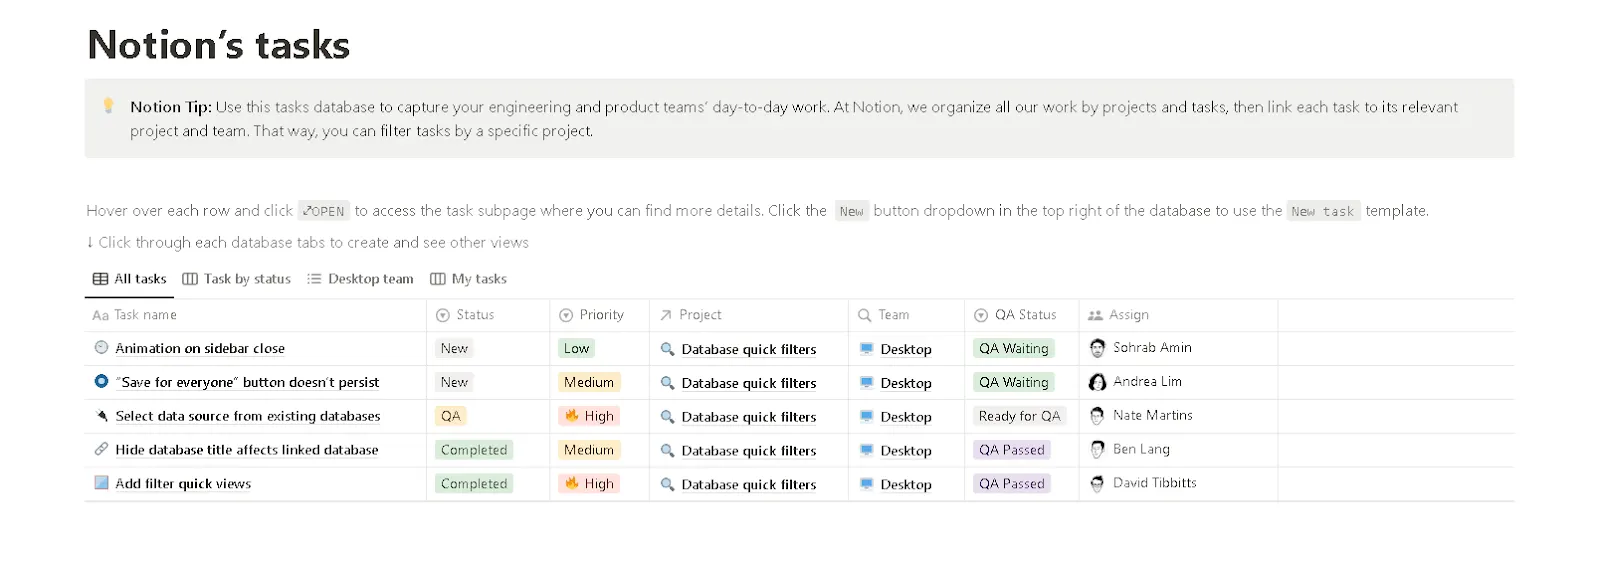 Notion's tasks
Notion Tip: Use this tasks database to capture your engineering and product teams' day-to-day work. At Notion, we organize all our work by projects and tasks, then link each task to its relevant
project and team. That way, you can filter tasks by a specific project.
Hover over each row and click ⤢OPEN to access the task subpage where you can find more details. Click the New button dropdown in the top right of the database to use the New task template.
↓ Click through each database tabs to create and see other views
All tasks Task by status Desktop team My tasks
Aa Task name Status Priority Project Team QA Status Assign
Animation on sidebar close New Low Database quick filters Desktop QA Waiting Sohrab Amin
"Save for everyone" button doesn't persist New Medium Database quick filters Desktop QA Waiting Andrea Lim
Select data source from existing databases QA High Database quick filters Desktop Ready for QA Nate Martins
Hide database title affects linked database Completed Medium Database quick filters Desktop QA Passed Ben Lang
Add filter quick views Completed High Database quick filters Desktop QA Passed David Tibbitts